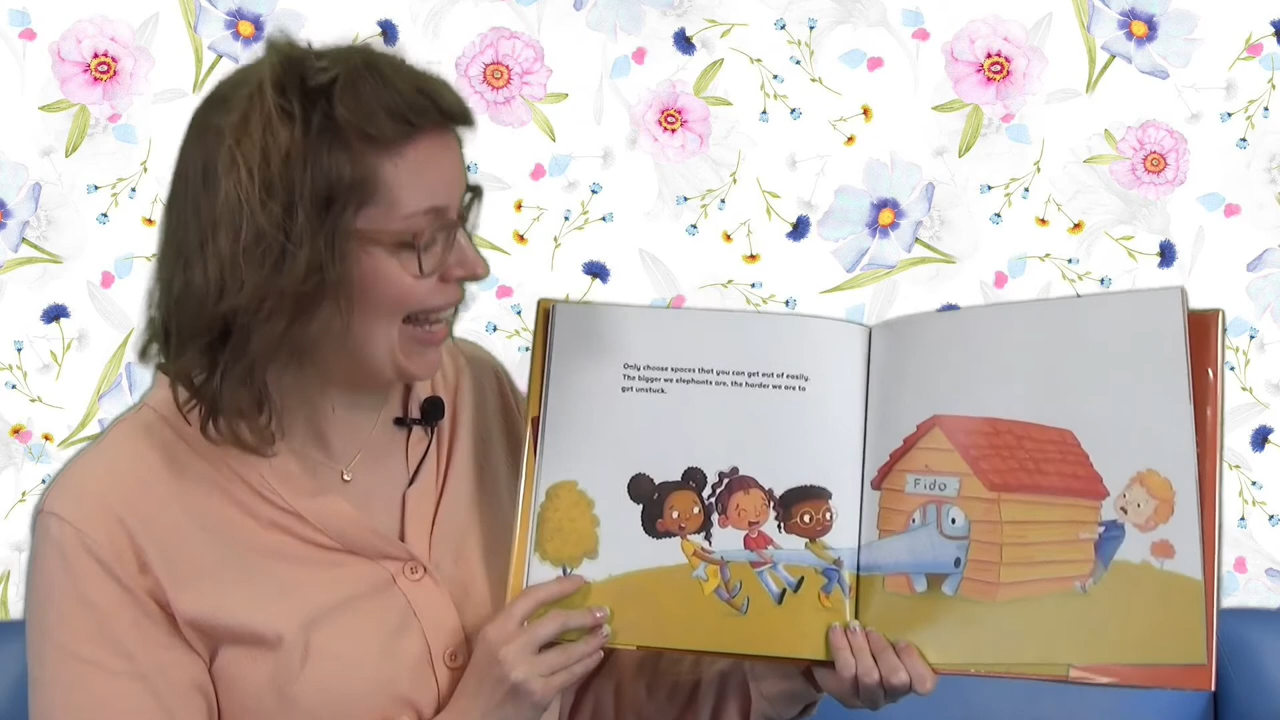 Only choose spaces that you can get out of easily.
The bigger we elephants are, the harder we are to
get unstuck.
Fido